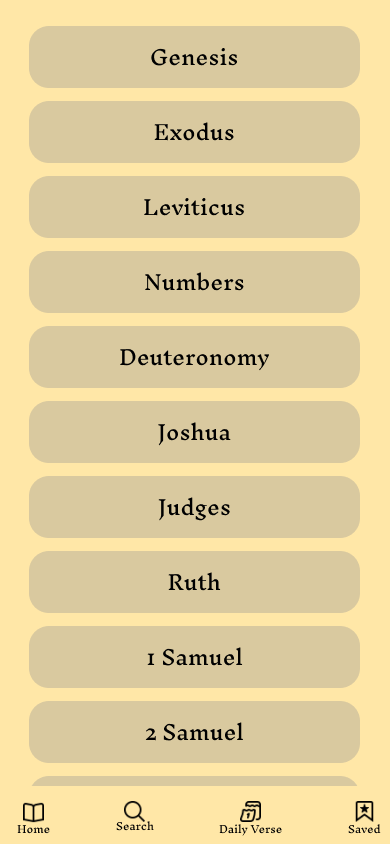 Genesis
Exodus
Leviticus
Numbers
Deuteronomy
Joshua
Judges
Ruth
1 Samuel
2 Samuel
Home
Search
Daily Verse
Saved